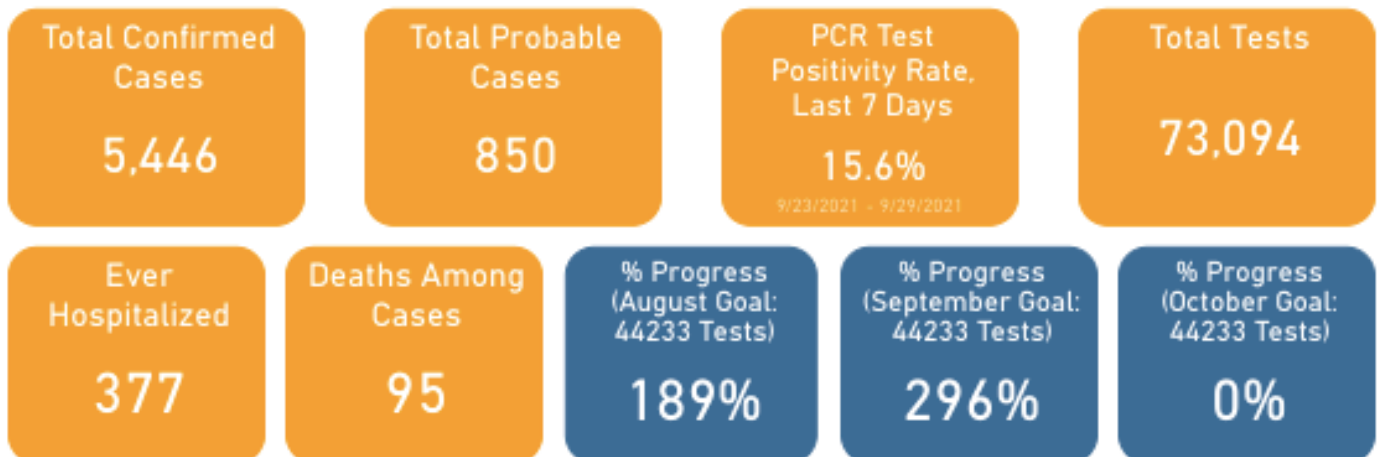 Total Confirmed
Cases
5,446
Total Probable
Cases
850
PCR Test
Positivity Rate,
Last 7 Days
15.6%
9/23/2021 - 9/29/2021
Total Tests
73,094
Ever
Hospitalized
377
Deaths Among
Cases
95
% Progress
(August Goal:
44233 Tests)
189%
% Progress
(September Goal:
44233 Tests)
296%
% Progress
(October Goal:
44233 Tests)
0%